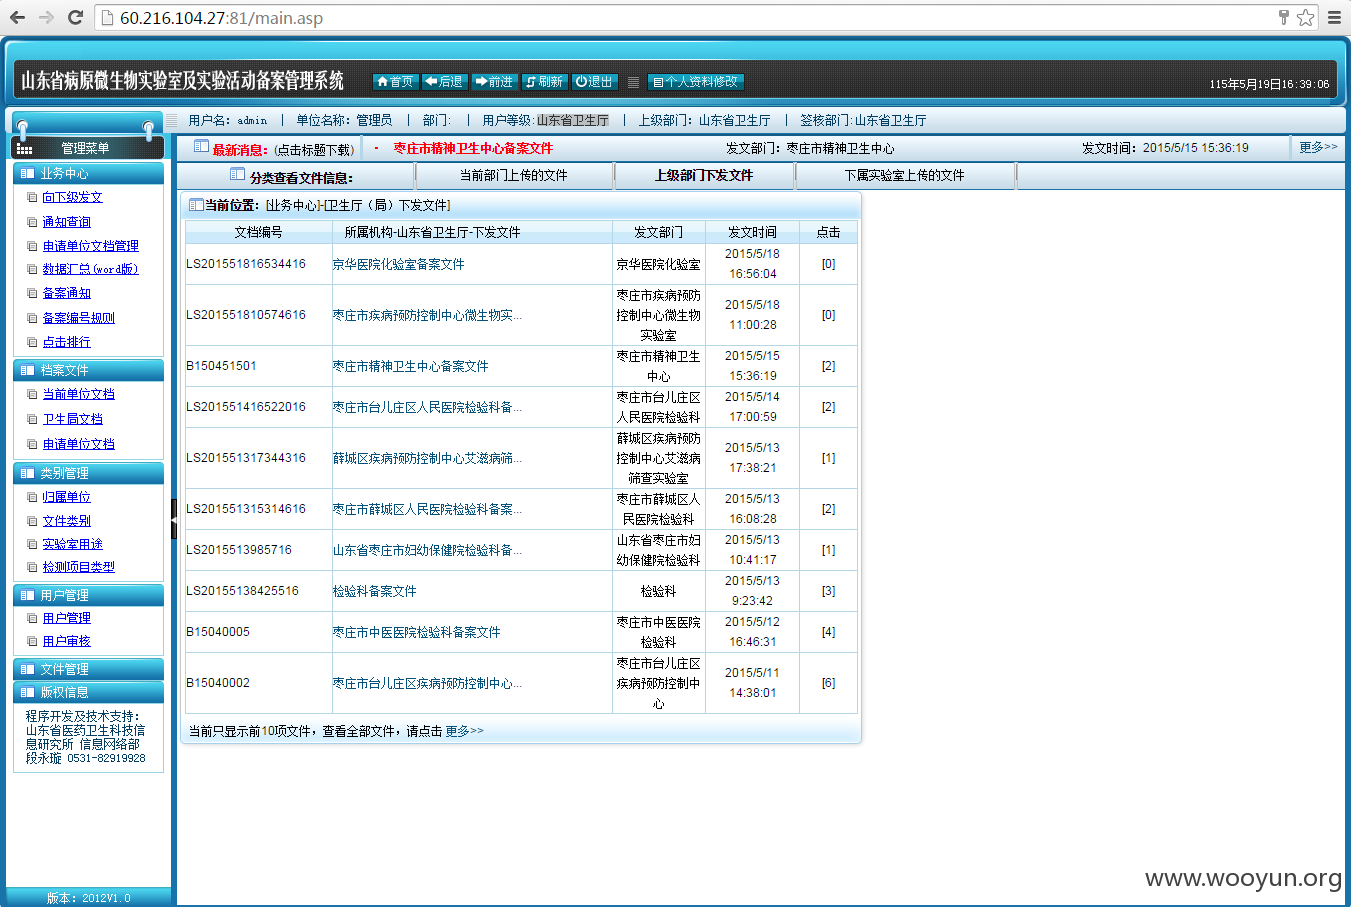 60.216.104.27:81/main.asp
山东省病原微生物实验室及实验活动备案管理系统
首页 后退 前进 刷新 退出 个人资料修改
115年5月19日16:39:06
用户名: admin | 单位名称: 管理员 | 部门: | 用户等级:山东省卫生厅 | 上级部门: 山东省卫生厅 | 签核部门:山东省卫生厅
管理菜单
业务中心
向下级发文
通知查询
申请单位文档管理
数据汇总(word版)
备案通知
备案编号规则
点击排行
档案文件
当前单位文档
卫生局文档
申请单位文档
类别管理
归属单位
文件类别
实验室用途
检测项目类型
用户管理
用户管理
用户审核
文件管理
版权信息
程序开发及技术支持:
山东省医药卫生科技信
息研究所 信息网络部
段永璇 0531-82919928
版本: 2012V1.0
最新消息: (点击标题下载) · 枣庄市精神卫生中心备案文件 发文部门: 枣庄市精神卫生中心 发文时间: 2015/5/15 15:36:19 更多>>
分类查看文件信息: 当前部门上传的文件 上级部门下发文件 下属实验室上传的文件
当前位置: [业务中心]-[卫生厅（局）下发文件]
文档编号 所属机构-山东省卫生厅-下发文件 发文部门 发文时间 点击
LS201551816534416 京华医院化验室备案文件 京华医院化验室 2015/5/18 16:56:04 [0]
LS201551810574616 枣庄市疾病预防控制中心微生物实... 枣庄市疾病预防控制中心微生物实验室 2015/5/18 11:00:28 [0]
B150451501 枣庄市精神卫生中心备案文件 枣庄市精神卫生中心 2015/5/15 15:36:19 [2]
LS201551416522016 枣庄市台儿庄区人民医院检验科备... 枣庄市台儿庄区人民医院检验科 2015/5/14 17:00:59 [2]
LS201551317344316 薛城区疾病预防控制中心艾滋病筛... 薛城区疾病预防控制中心艾滋病筛查实验室 2015/5/13 17:38:21 [1]
LS201551315314616 枣庄市薛城区人民医院检验科备案... 枣庄市薛城区人民医院检验科 2015/5/13 16:08:28 [2]
LS2015513985716 山东省枣庄市妇幼保健院检验科备... 山东省枣庄市妇幼保健院检验科 2015/5/13 10:41:17 [1]
LS20155138425516 检验科备案文件 检验科 2015/5/13 9:23:42 [3]
B15040005 枣庄市中医医院检验科备案文件 枣庄市中医医院检验科 2015/5/12 16:46:31 [4]
B15040002 枣庄市台儿庄区疾病预防控制中心... 枣庄市台儿庄区疾病预防控制中心 2015/5/11 14:38:01 [6]
当前只显示前10项文件，查看全部文件，请点击 更多>>
www.wooyun.org